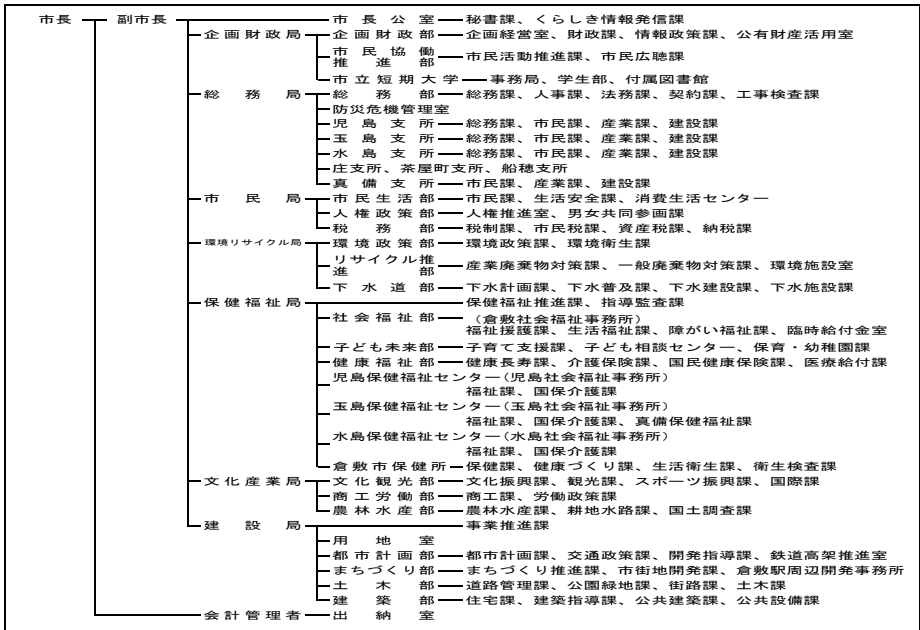 市長 副市長 市長公室 秘書課、くらしき情報発信課
企画財政局 企画財政部 企画経営室、財政課、情報政策課、公有財産活用室
市民協働
推進部 市民活動推進課、市民広聴課
市立短期大学 事務局、学生部、付属図書館
総務局 総務部 総務課、人事課、法務課、契約課、工事検査課
防災危機管理室
児島支所 総務課、市民課、産業課、建設課
玉島支所 総務課、市民課、産業課、建設課
水島支所 総務課、市民課、産業課、建設課
庄支所、茶屋町支所、船穂支所
真備支所 市民課、産業課、建設課
市民局 市民生活部 市民課、生活安全課、消費生活センター
人権政策部 人権推進室、男女共同参画課
税務部 税制課、市民税課、資産税課、納税課
環境リサイクル局 環境政策部 環境政策課、環境衛生課
リサイクル推
進部 産業廃棄物対策課、一般廃棄物対策課、環境施設室
下水道部 下水計画課、下水普及課、下水建設課、下水施設課
保健福祉局 保健福祉推進課、指導監査課
社会福祉部 (倉敷社会福祉事務所)
福祉援護課、生活福祉課、障がい福祉課、臨時給付金室
子ども未来部 子育て支援課、子ども相談センター、保育・幼稚園課
健康福祉部 健康長寿課、介護保険課、国民健康保険課、医療給付課
児島保健福祉センター(児島社会福祉事務所)
福祉課、国保介護課
玉島保健福祉センター(玉島社会福祉事務所)
福祉課、国保介護課、真備保健福祉課
水島保健福祉センター(水島社会福祉事務所)
福祉課、国保介護課
倉敷市保健所 保健課、健康づくり課、生活衛生課、衛生検査課
文化産業局 文化観光部 文化振興課、観光課、スポーツ振興課、国際課
商工労働部 商工課、労働政策課
農林水産部 農林水産課、耕地水路課、国土調査課
建設局 事業推進課
用地室
都市計画部 都市計画課、交通政策課、開発指導課、鉄道高架推進室
まちづくり部 まちづくり推進課、市街地開発課、倉敷駅周辺開発事務所
土木部 道路管理課、公園緑地課、街路課、土木課
建築部 住宅課、建築指導課、公共建築課、公共設備課
会計管理者 出納室